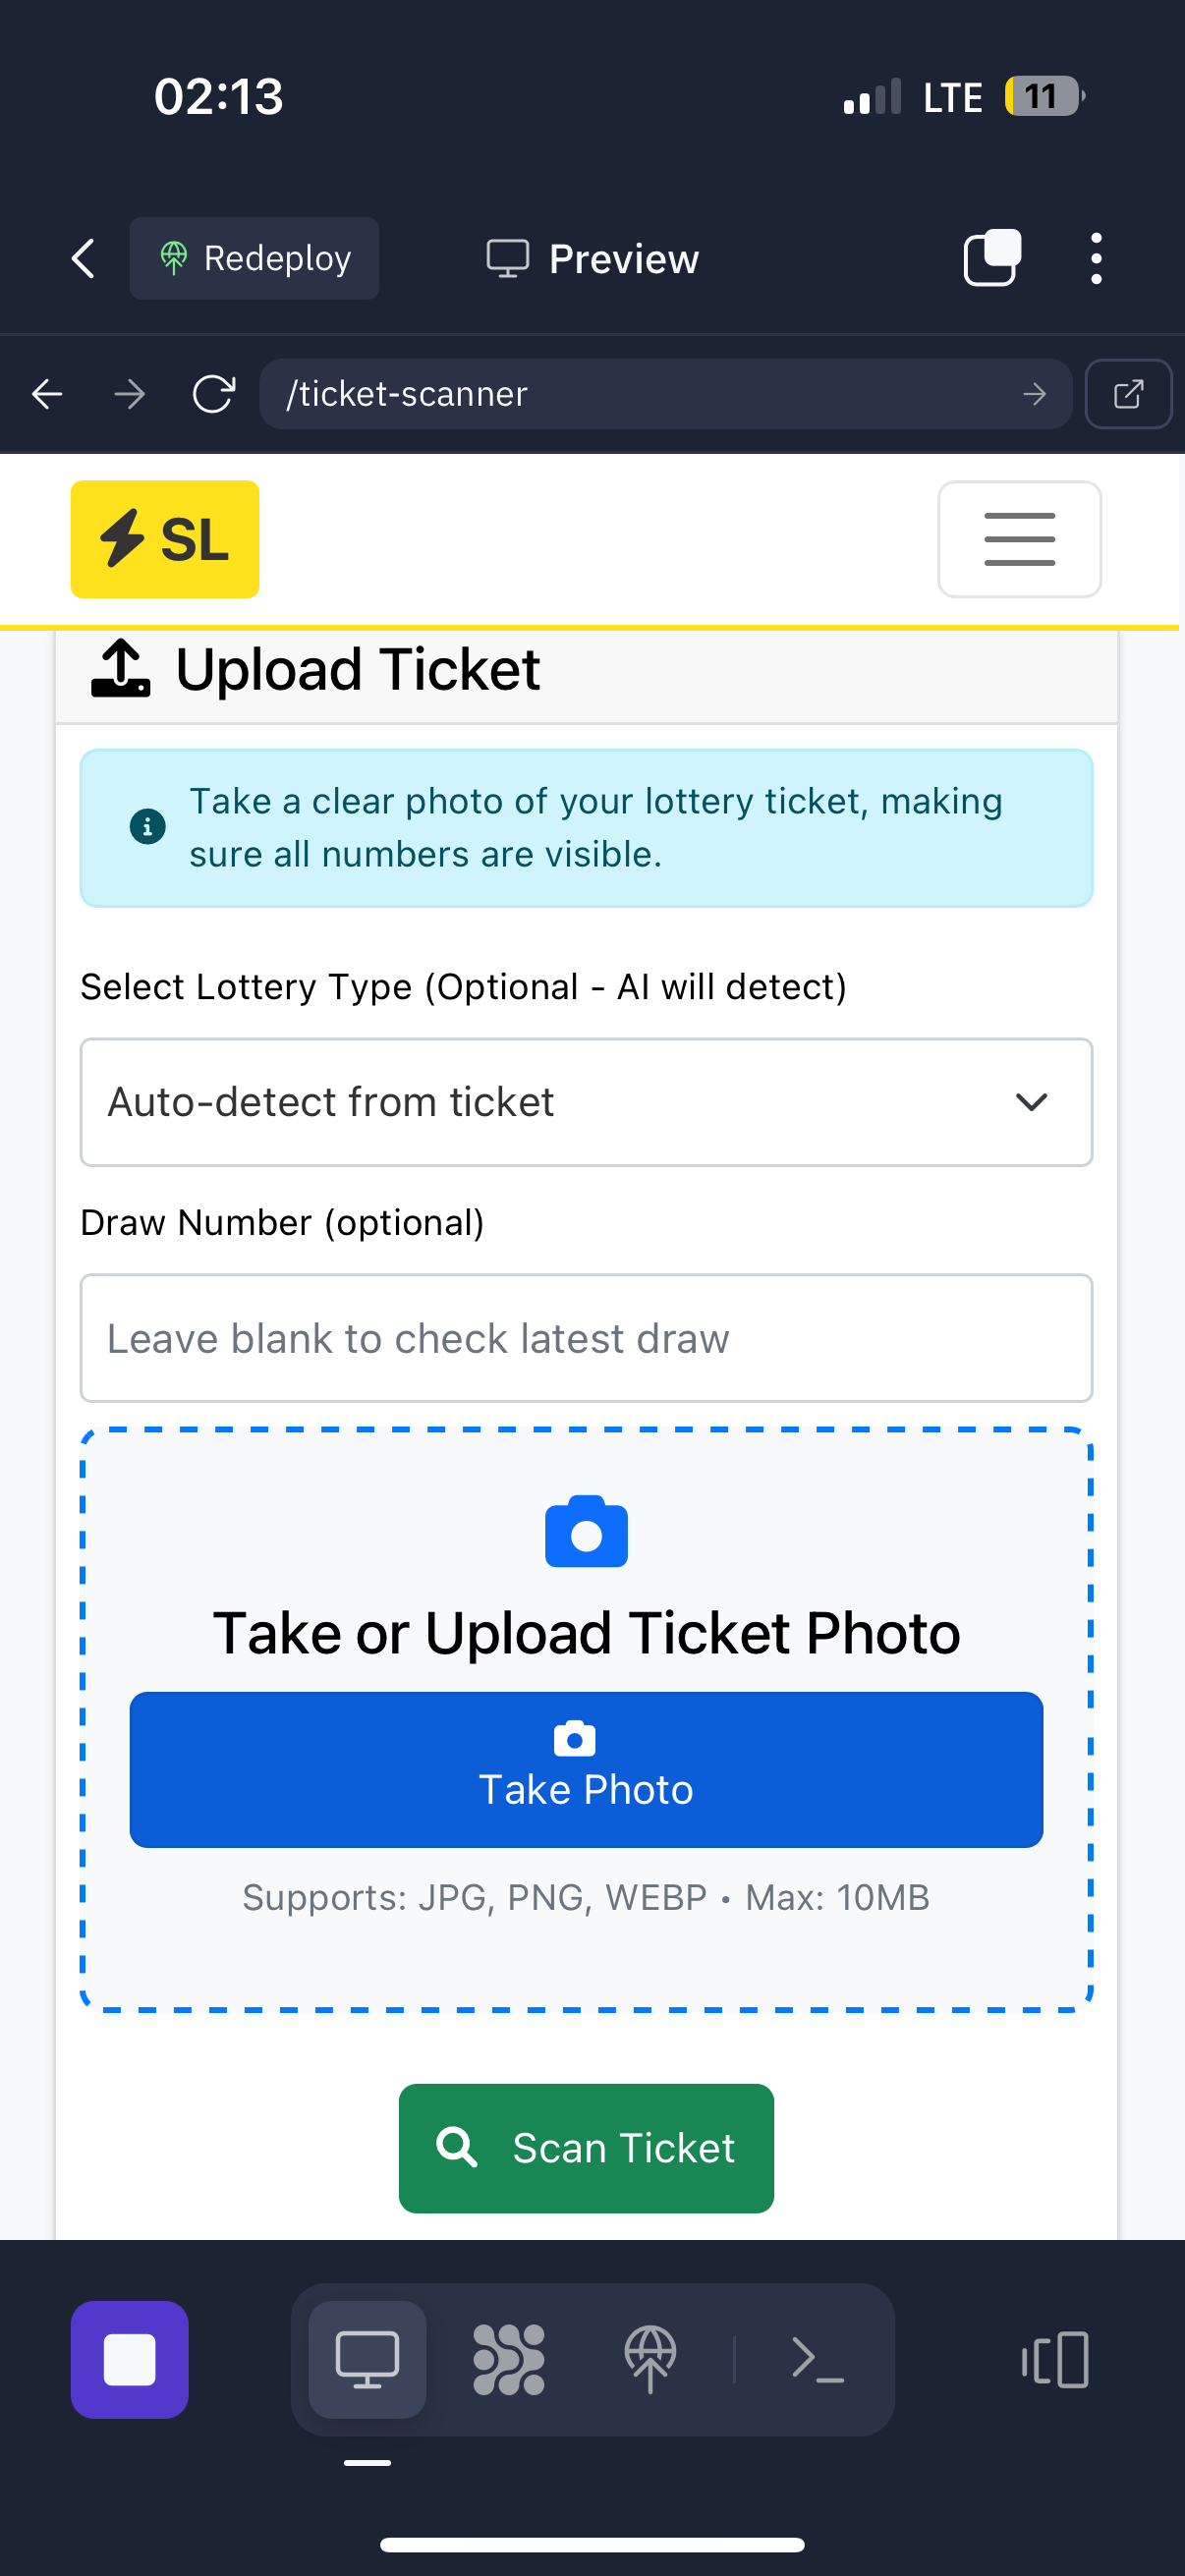 02:13
LTE 11
Redeploy
Preview
/ticket-scanner
SL
Upload Ticket
Take a clear photo of your lottery ticket, making
sure all numbers are visible.
Select Lottery Type (Optional - AI will detect)
Auto-detect from ticket
Draw Number (optional)
Leave blank to check latest draw
Take or Upload Ticket Photo
Take Photo
Supports: JPG, PNG, WEBP • Max: 10MB
Scan Ticket